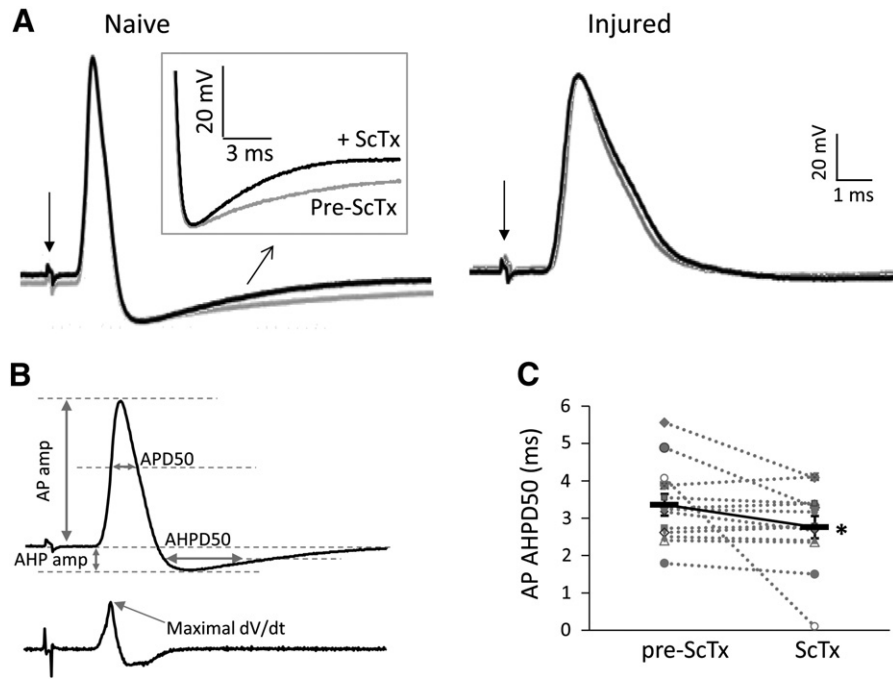 A
Naive
Injured
20 mV
3 ms
+ ScTx
Pre-ScTx
20 mV
1 ms
B
AP amp
APD50
AHPD50
AHP amp
Maximal dV/dt
C
AP AHPD50 (ms)
6
5
4
3
2
1
0
*
pre-ScTx
ScTx